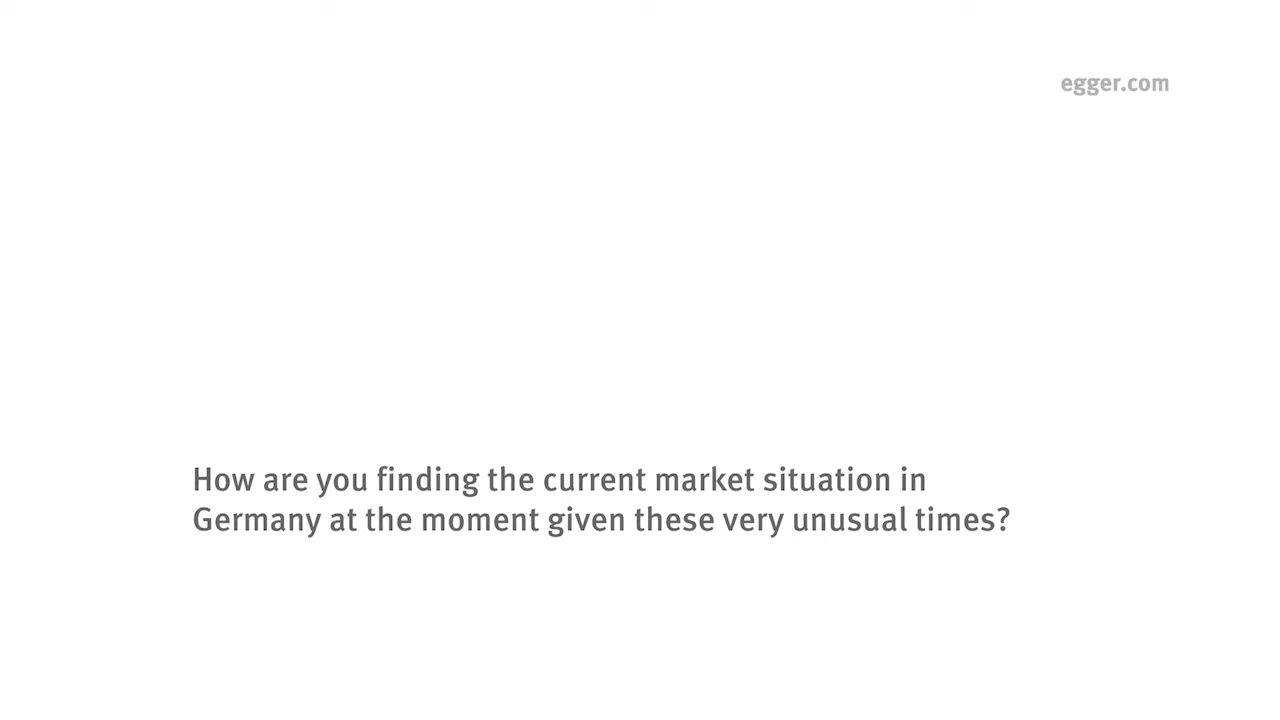 egger.com
How are you finding the current market situation in
Germany at the moment given these very unusual times?